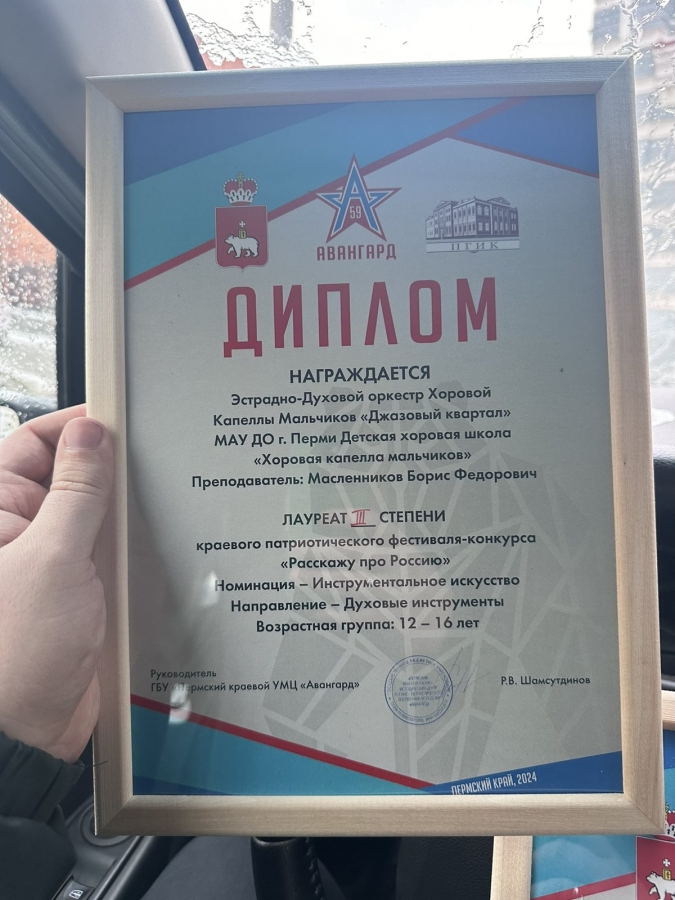 59
АВАНГАРД
ПГИК
ДИПЛОМ
НАГРАЖДАЕТСЯ
Эстрадно-Духовой оркестр Хоровой
Капеллы Мальчиков «Джазовый квартал»
МАУ ДО г. Перми Детская хоровая школа
«Хоровая капелла мальчиков»
Преподаватель: Масленников Борис Федорович
ЛАУРЕАТ III СТЕПЕНИ
краевого патриотического фестиваля-конкурса
«Расскажу про Россию»
Номинация – Инструментальное искусство
Направление – Духовые инструменты
Возрастная группа: 12 – 16 лет
Руководитель
ГБУ «Пермский краевой УМЦ «Авангард»
Р.В. Шамсутдинов
ПЕРМСКИЙ КРАЙ, 2024